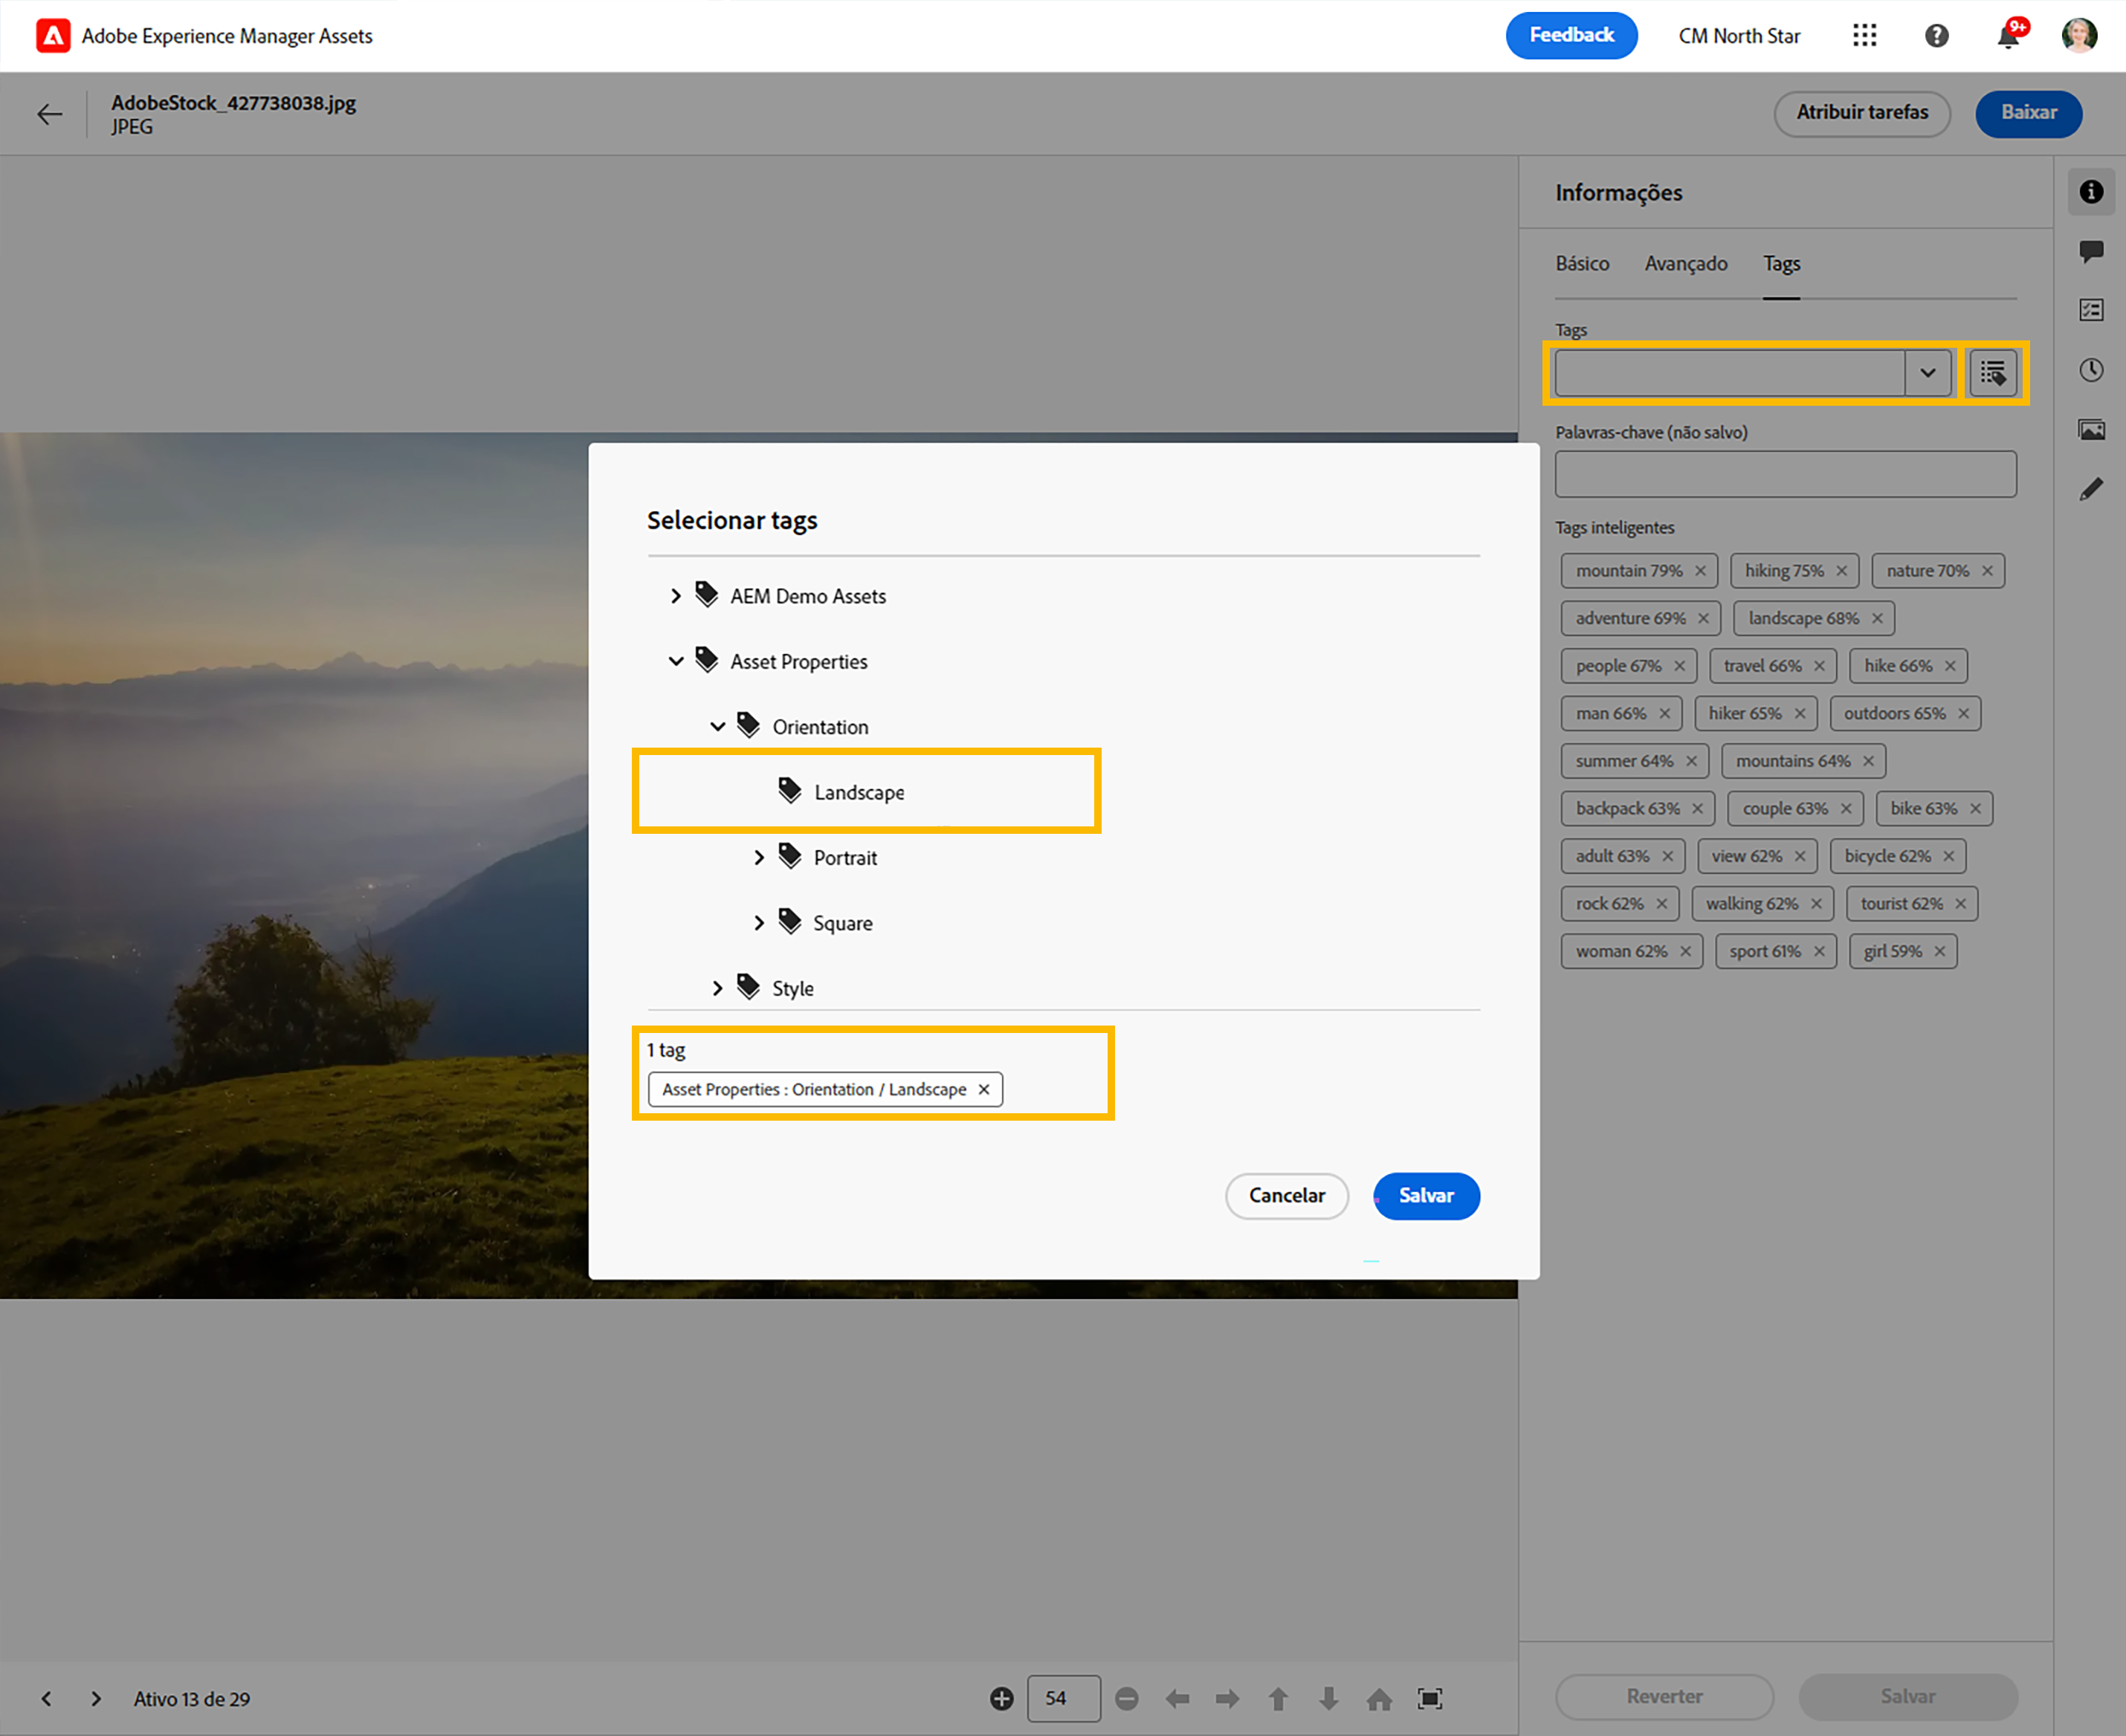 Adobe Experience Manager Assets
Feedback
CM North Star
9+
AdobeStock_427738038.jpg
JPEG
Atribuir tarefas
Baixar
Informações
Básico
Avançado
Tags
Tags
Palavras-chave (não salvo)
Tags inteligentes
mountain 79%
hiking 75%
nature 70%
adventure 69%
landscape 68%
people 67%
travel 66%
hike 66%
man 66%
hiker 65%
outdoors 65%
summer 64%
mountains 64%
backpack 63%
couple 63%
bike 63%
adult 63%
view 62%
bicycle 62%
rock 62%
walking 62%
tourist 62%
woman 62%
sport 61%
girl 59%
Selecionar tags
AEM Demo Assets
Asset Properties
Orientation
Landscape
Portrait
Square
Style
1 tag
Asset Properties : Orientation / Landscape
Cancelar
Salvar
Ativo 13 de 29
54
Reverter
Salvar